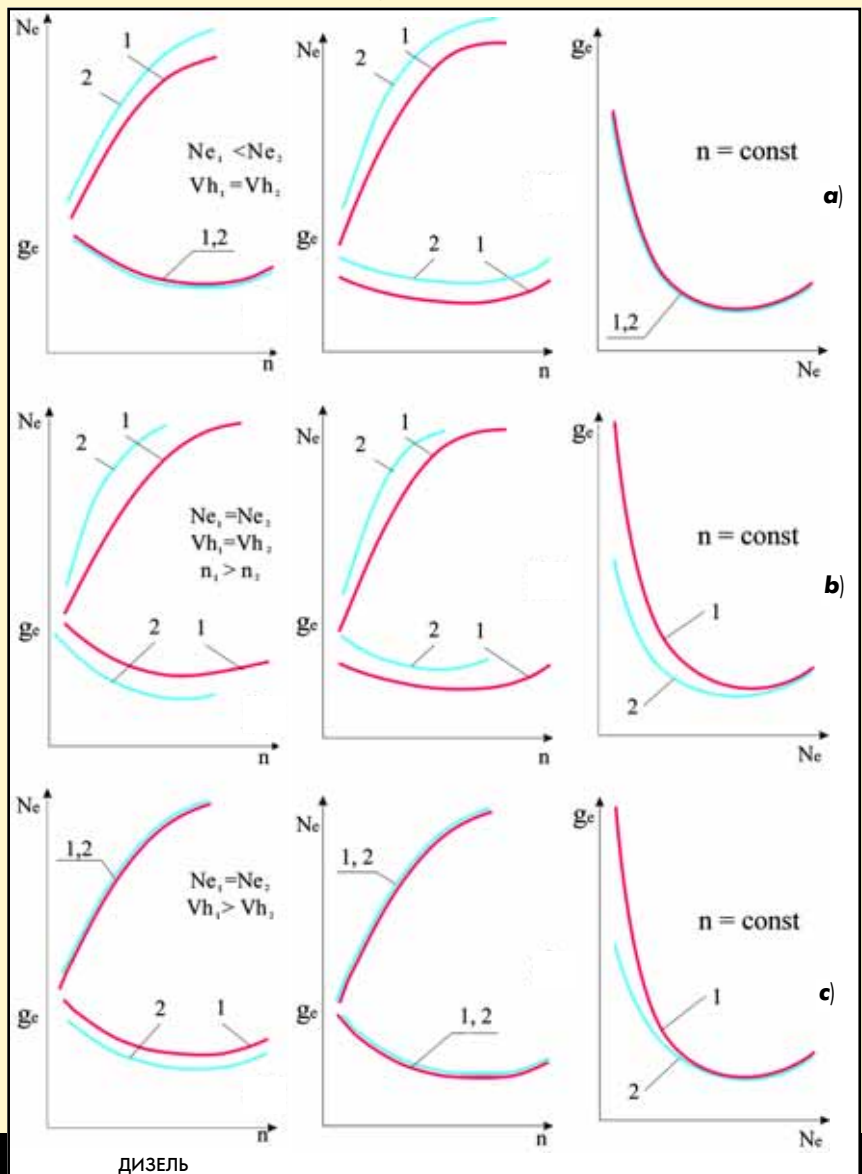 Ne
1
2
Ne₁ <Ne₂
Vh₁ =Vh₂
ge
1,2
n
Ne
1
2
ge
2
1
n
ge
n = const
1,2
Ne
a)
Ne
1
2
Ne₁ =Ne₂
Vh₁ =Vh₂
n₁ > n₂
ge
2
1
n
Ne
1
2
ge
2
1
n
ge
n = const
1
2
Ne
b)
Ne
1,2
Ne₁ =Ne₂
Vh₁ > Vh₂
ge
2
1
n
Ne
1, 2
ge
1, 2
n
ge
n = const
1
2
Ne
c)
ДИЗЕЛЬ